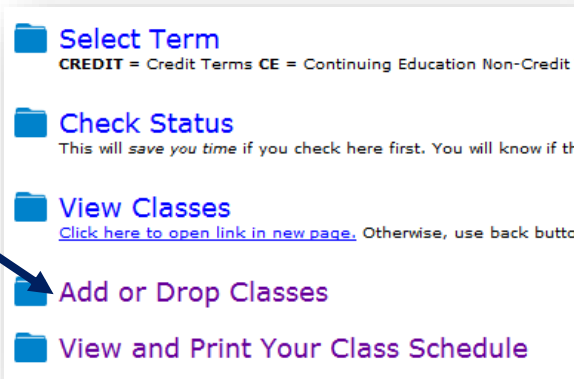 Select Term
CREDIT = Credit Terms CE = Continuing Education Non-Credit
Check Status
This will save you time if you check here first. You will know if
View Classes
Click here to open link in new page. Otherwise, use back
Add or Drop Classes
View and Print Your Class Schedule